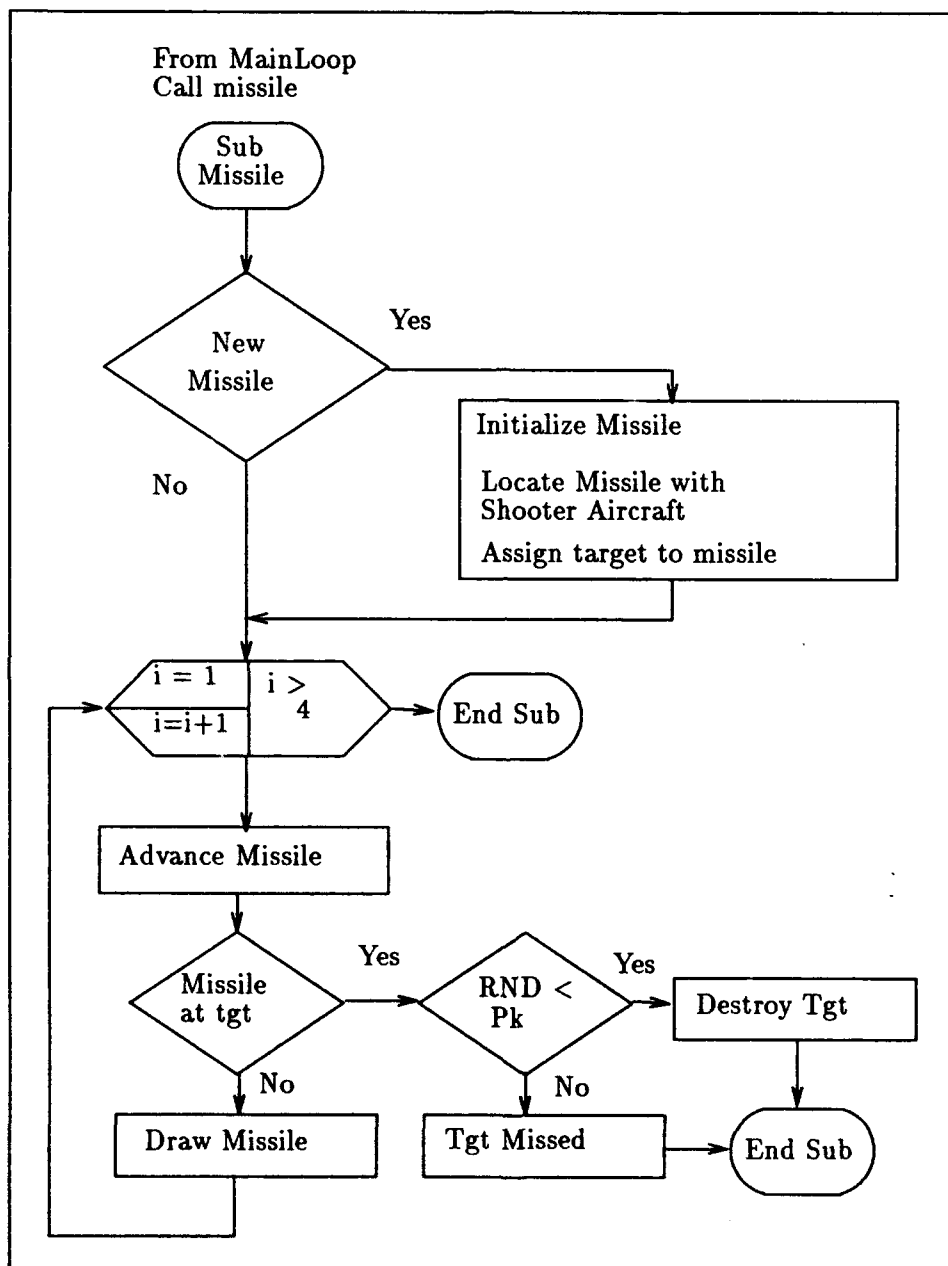 From MainLoop
Call missile
Sub
Missile
New
Missile
Yes
No
Initialize Missile
Locate Missile with
Shooter Aircraft
Assign target to missile
i = 1
i=i+1
i >
4
End Sub
Advance Missile
Missile
at tgt
Yes
No
RND <
Pk
Yes
No
Destroy Tgt
Draw Missile
Tgt Missed
End Sub